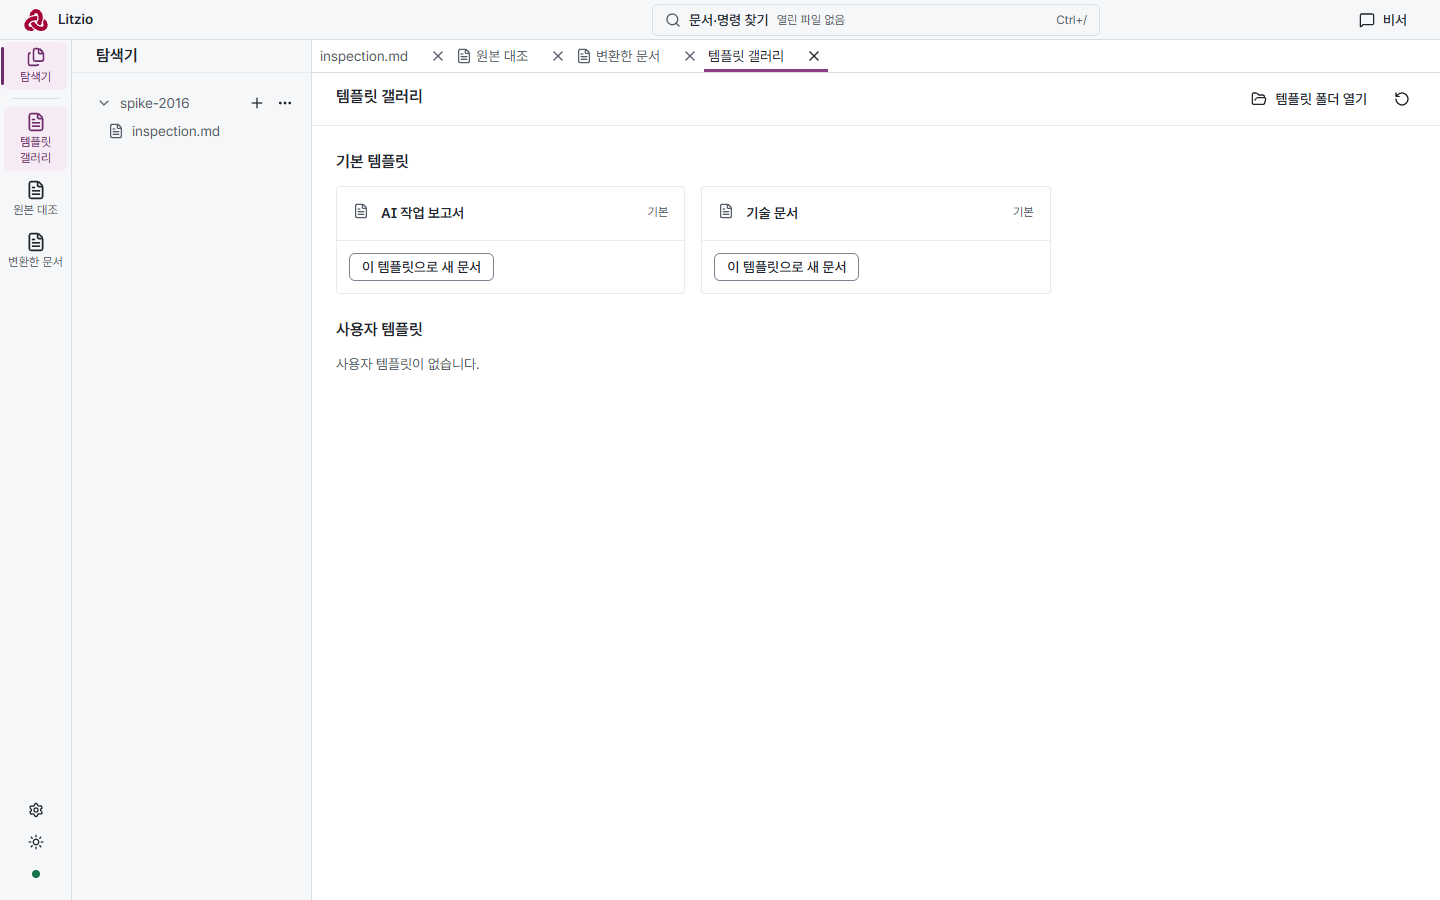 Litzio
문서·명령 찾기 열린 파일 없음 Ctrl+/
비서
탐색기
템플릿
갤러리
원본 대조
변환한 문서
탐색기
spike-2016
inspection.md
inspection.md
원본 대조
변환한 문서
템플릿 갤러리
템플릿 갤러리
템플릿 폴더 열기
기본 템플릿
AI 작업 보고서 기본
이 템플릿으로 새 문서
기술 문서 기본
이 템플릿으로 새 문서
사용자 템플릿
사용자 템플릿이 없습니다.